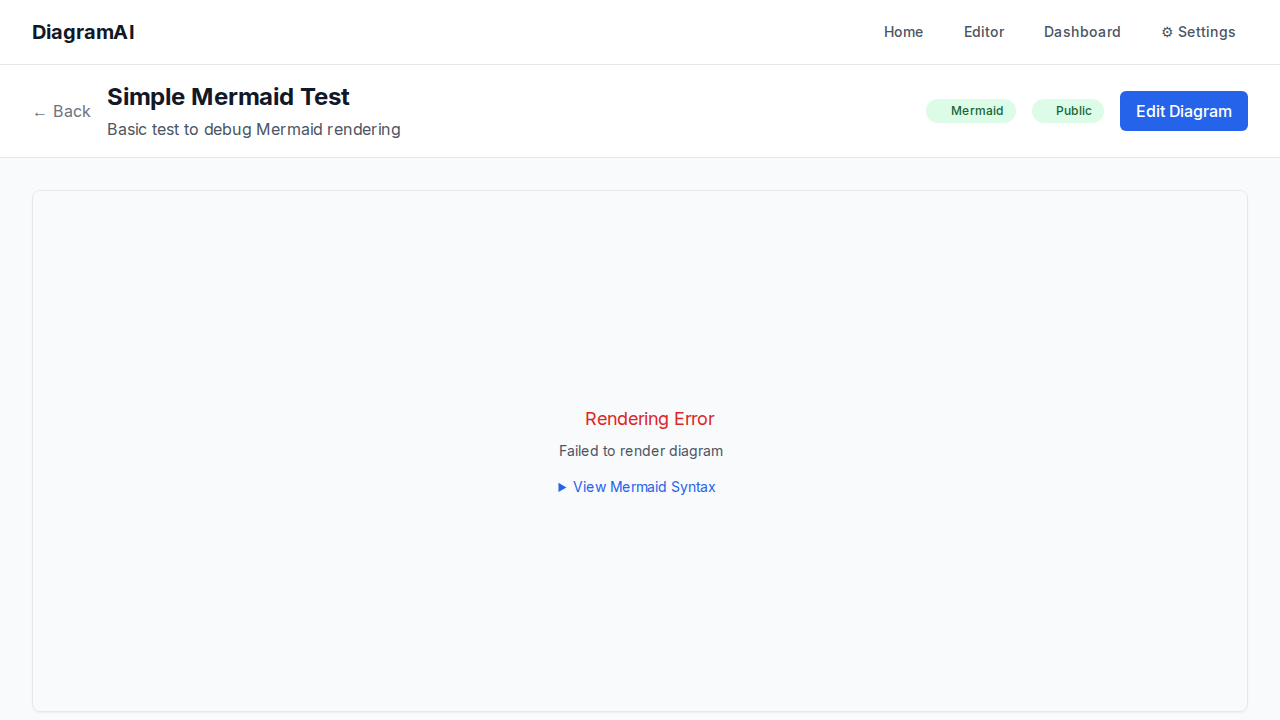 DiagramAI
Home Editor Dashboard ⚙ Settings
← Back
Simple Mermaid Test
Basic test to debug Mermaid rendering
Mermaid Public Edit Diagram
Rendering Error
Failed to render diagram
▶ View Mermaid Syntax